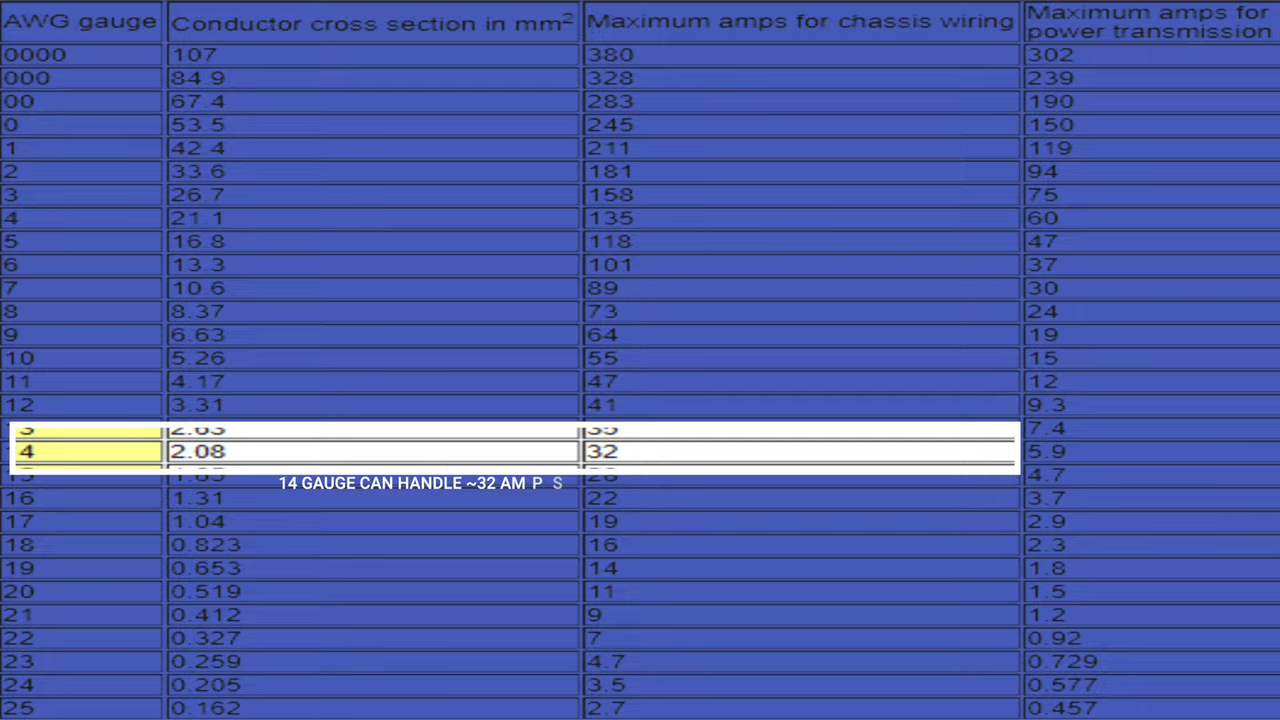 AWG gauge Conductor cross section in mm² Maximum amps for chassis wiring Maximum amps for power transmission
0000 107 380 302
000 84.9 328 239
00 67.4 283 190
0 53.5 245 150
1 42.4 211 119
2 33.6 181 94
3 26.7 158 75
4 21.1 135 60
5 16.8 118 47
6 13.3 101 37
7 10.6 89 30
8 8.37 73 24
9 6.63 64 19
10 5.26 55 15
11 4.17 47 12
12 3.31 41 9.3
3 2.63 35 7.4
4 2.08 32 5.9
15 1.65 28 4.7
14 GAUGE CAN HANDLE ~32 AMPS
16 1.31 22 3.7
17 1.04 19 2.9
18 0.823 16 2.3
19 0.653 14 1.8
20 0.519 11 1.5
21 0.412 9 1.2
22 0.327 7 0.92
23 0.259 4.7 0.729
24 0.205 3.5 0.577
25 0.162 2.7 0.457